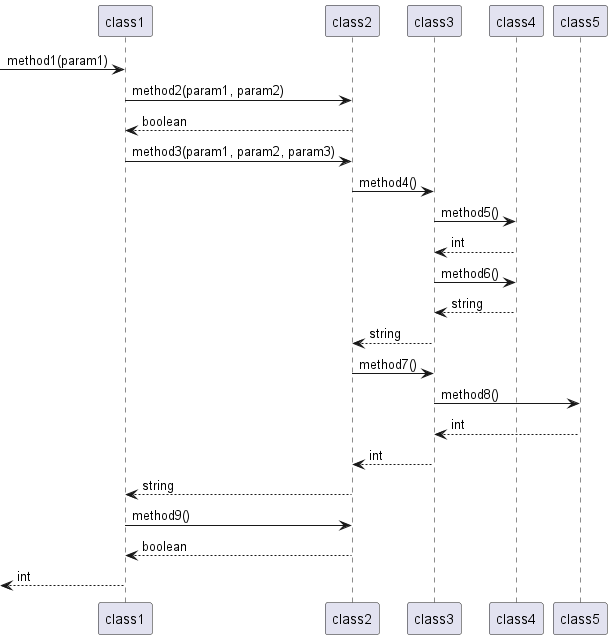 class1 class2 class3 class4 class5
method1(param1)
method2(param1, param2)
boolean
method3(param1, param2, param3)
method4()
method5()
int
method6()
string
string
method7()
method8()
int
int
string
method9()
boolean
int
class1 class2 class3 class4 class5